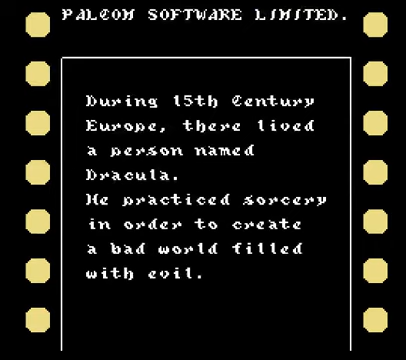 PALCOM SOFTWARE LIMITED.
During 15th Century
Europe, there lived
a person named
Dracula.
He practiced sorcery
in order to create
a bad world filled
with evil.